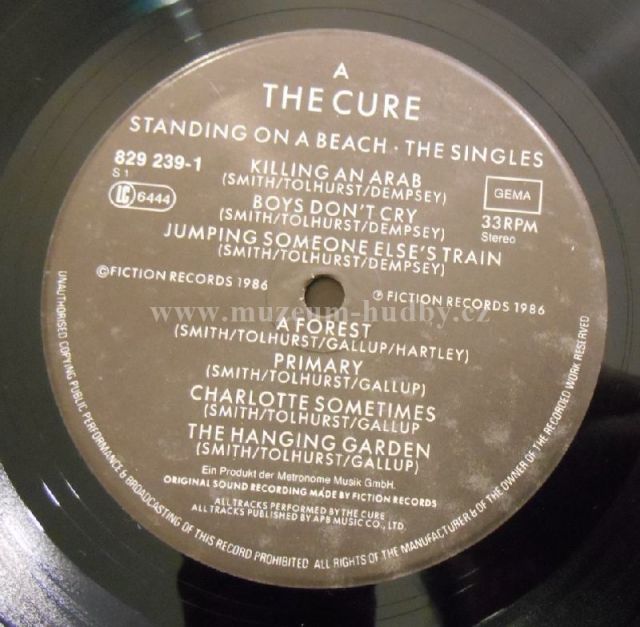 A
THE CURE
STANDING ON A BEACH · THE SINGLES
829 239-1
S 1
LC 6444
KILLING AN ARAB
(SMITH/TOLHURST/DEMPSEY)
BOYS DON'T CRY
(SMITH/TOLHURST/DEMPSEY)
JUMPING SOMEONE ELSE'S TRAIN
(SMITH/TOLHURST/DEMPSEY)
GEMA
33 RPM
Stereo
©FICTION RECORDS 1986
℗ FICTION RECORDS 1986
www.muzeum-hudby.cz
A FOREST
(SMITH/TOLHURST/GALLUP/HARTLEY)
PRIMARY
(SMITH/TOLHURST/GALLUP)
CHARLOTTE SOMETIMES
(SMITH/TOLHURST/GALLUP
THE HANGING GARDEN
(SMITH/TOLHURST/GALLUP)
Ein Produkt der Metronome Musik GmbH.
ORIGINAL SOUND RECORDING MADE BY FICTION RECORDS
ALL TRACKS PERFORMED BY THE CURE
ALL TRACKS PUBLISHED BY APB MUSIC CO., LTD
UNAUTHORISED COPYING PUBLIC PERFORMANCE & BROADCASTING OF THIS RECORD PROHIBITED ALL RIGHTS OF THE MANUFACTURER & OF THE OWNER OF THE RECORDED WORK RESERVED